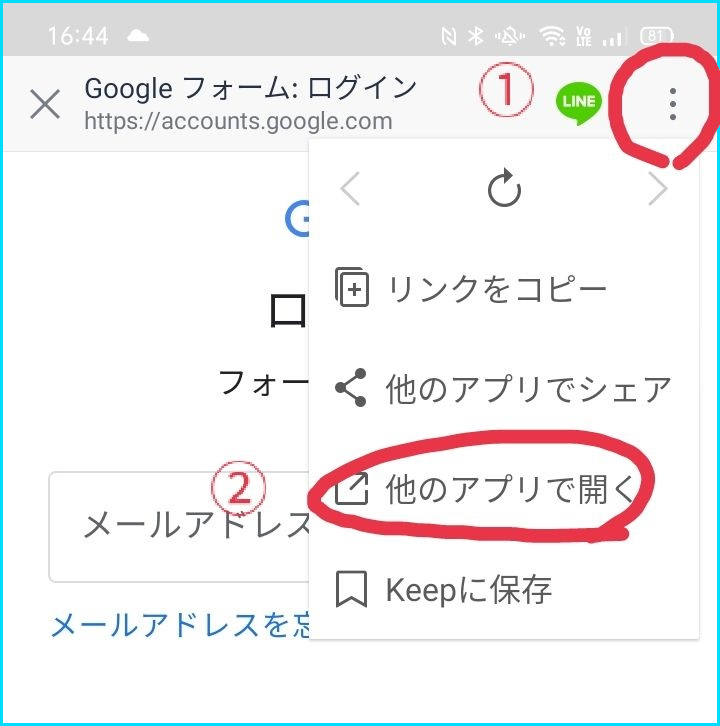 16:44
VoLTE
81
Google フォーム: ログイン
https://accounts.google.com
①
LINE
G
リンクをコピー
ロ
他のアプリでシェア
フォー
②
他のアプリで開く
メールアドレス
Keepに保存
メールアドレスを忘